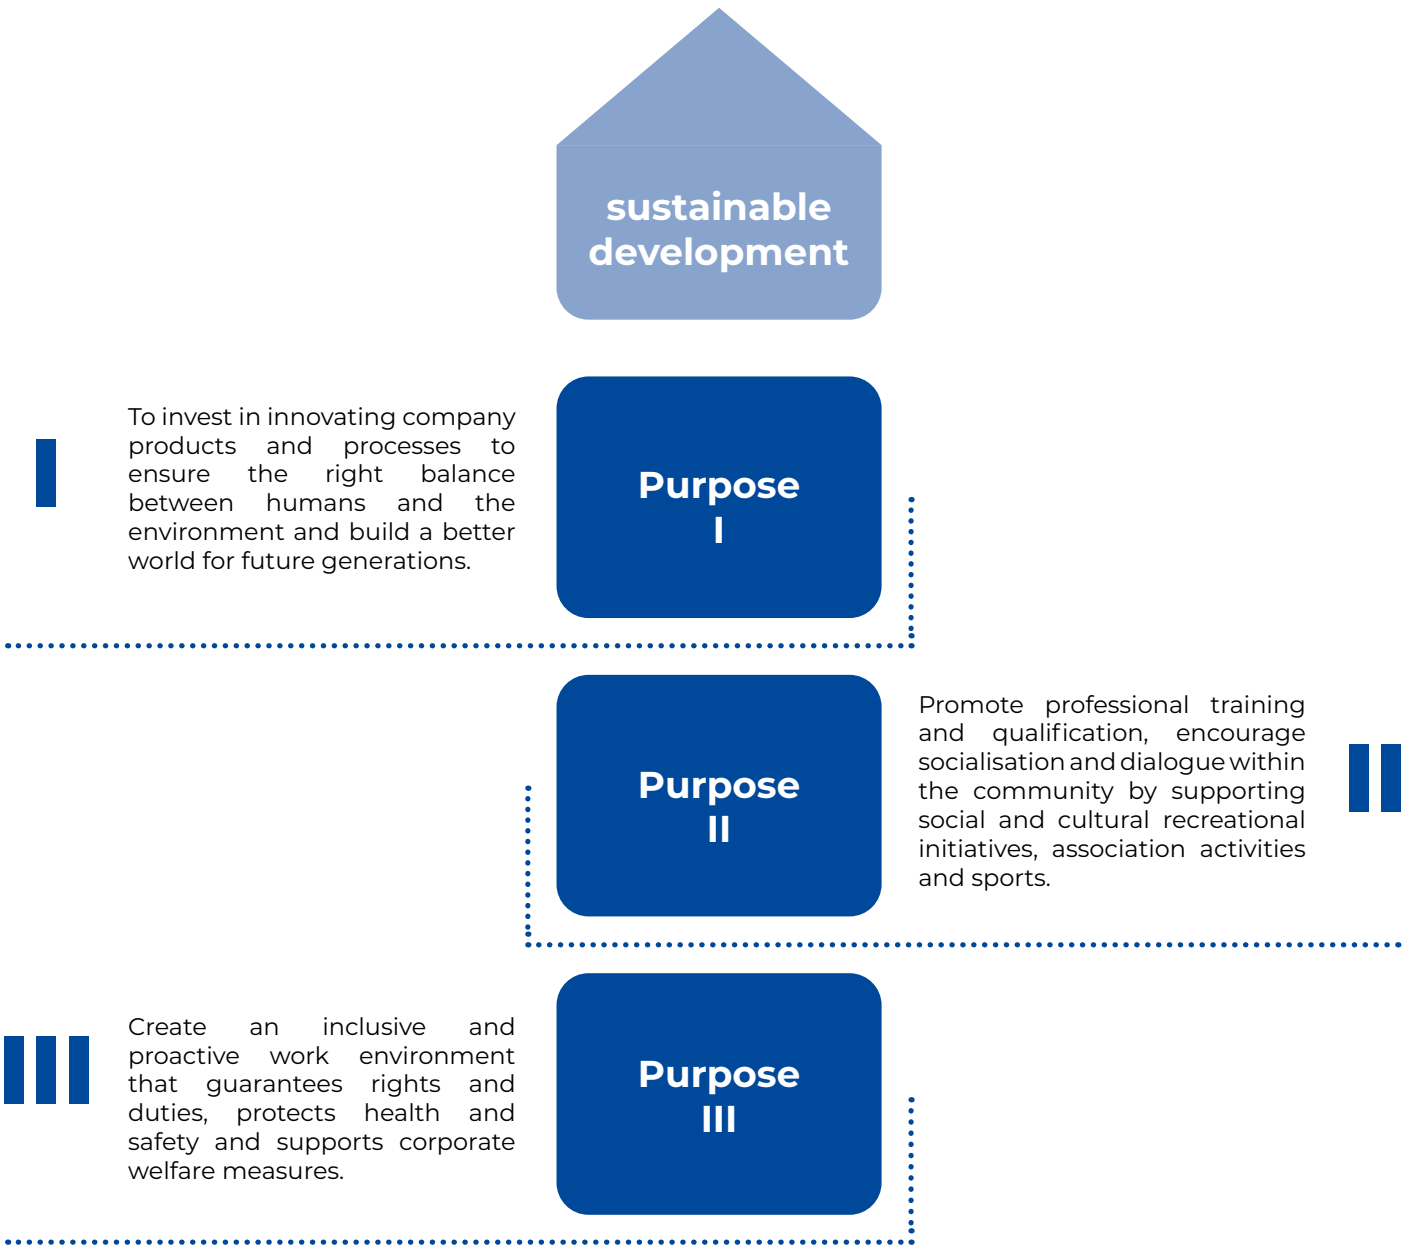 sustainable
development
I
To invest in innovating company
products and processes to
ensure the right balance
between humans and the
environment and build a better
world for future generations.
Purpose
I
Purpose
II
Promote professional training
and qualification, encourage
socialisation and dialogue within
the community by supporting
social and cultural recreational
initiatives, association activities
and sports.
II
III
Create an inclusive and
proactive work environment
that guarantees rights and
duties, protects health and
safety and supports corporate
welfare measures.
Purpose
III